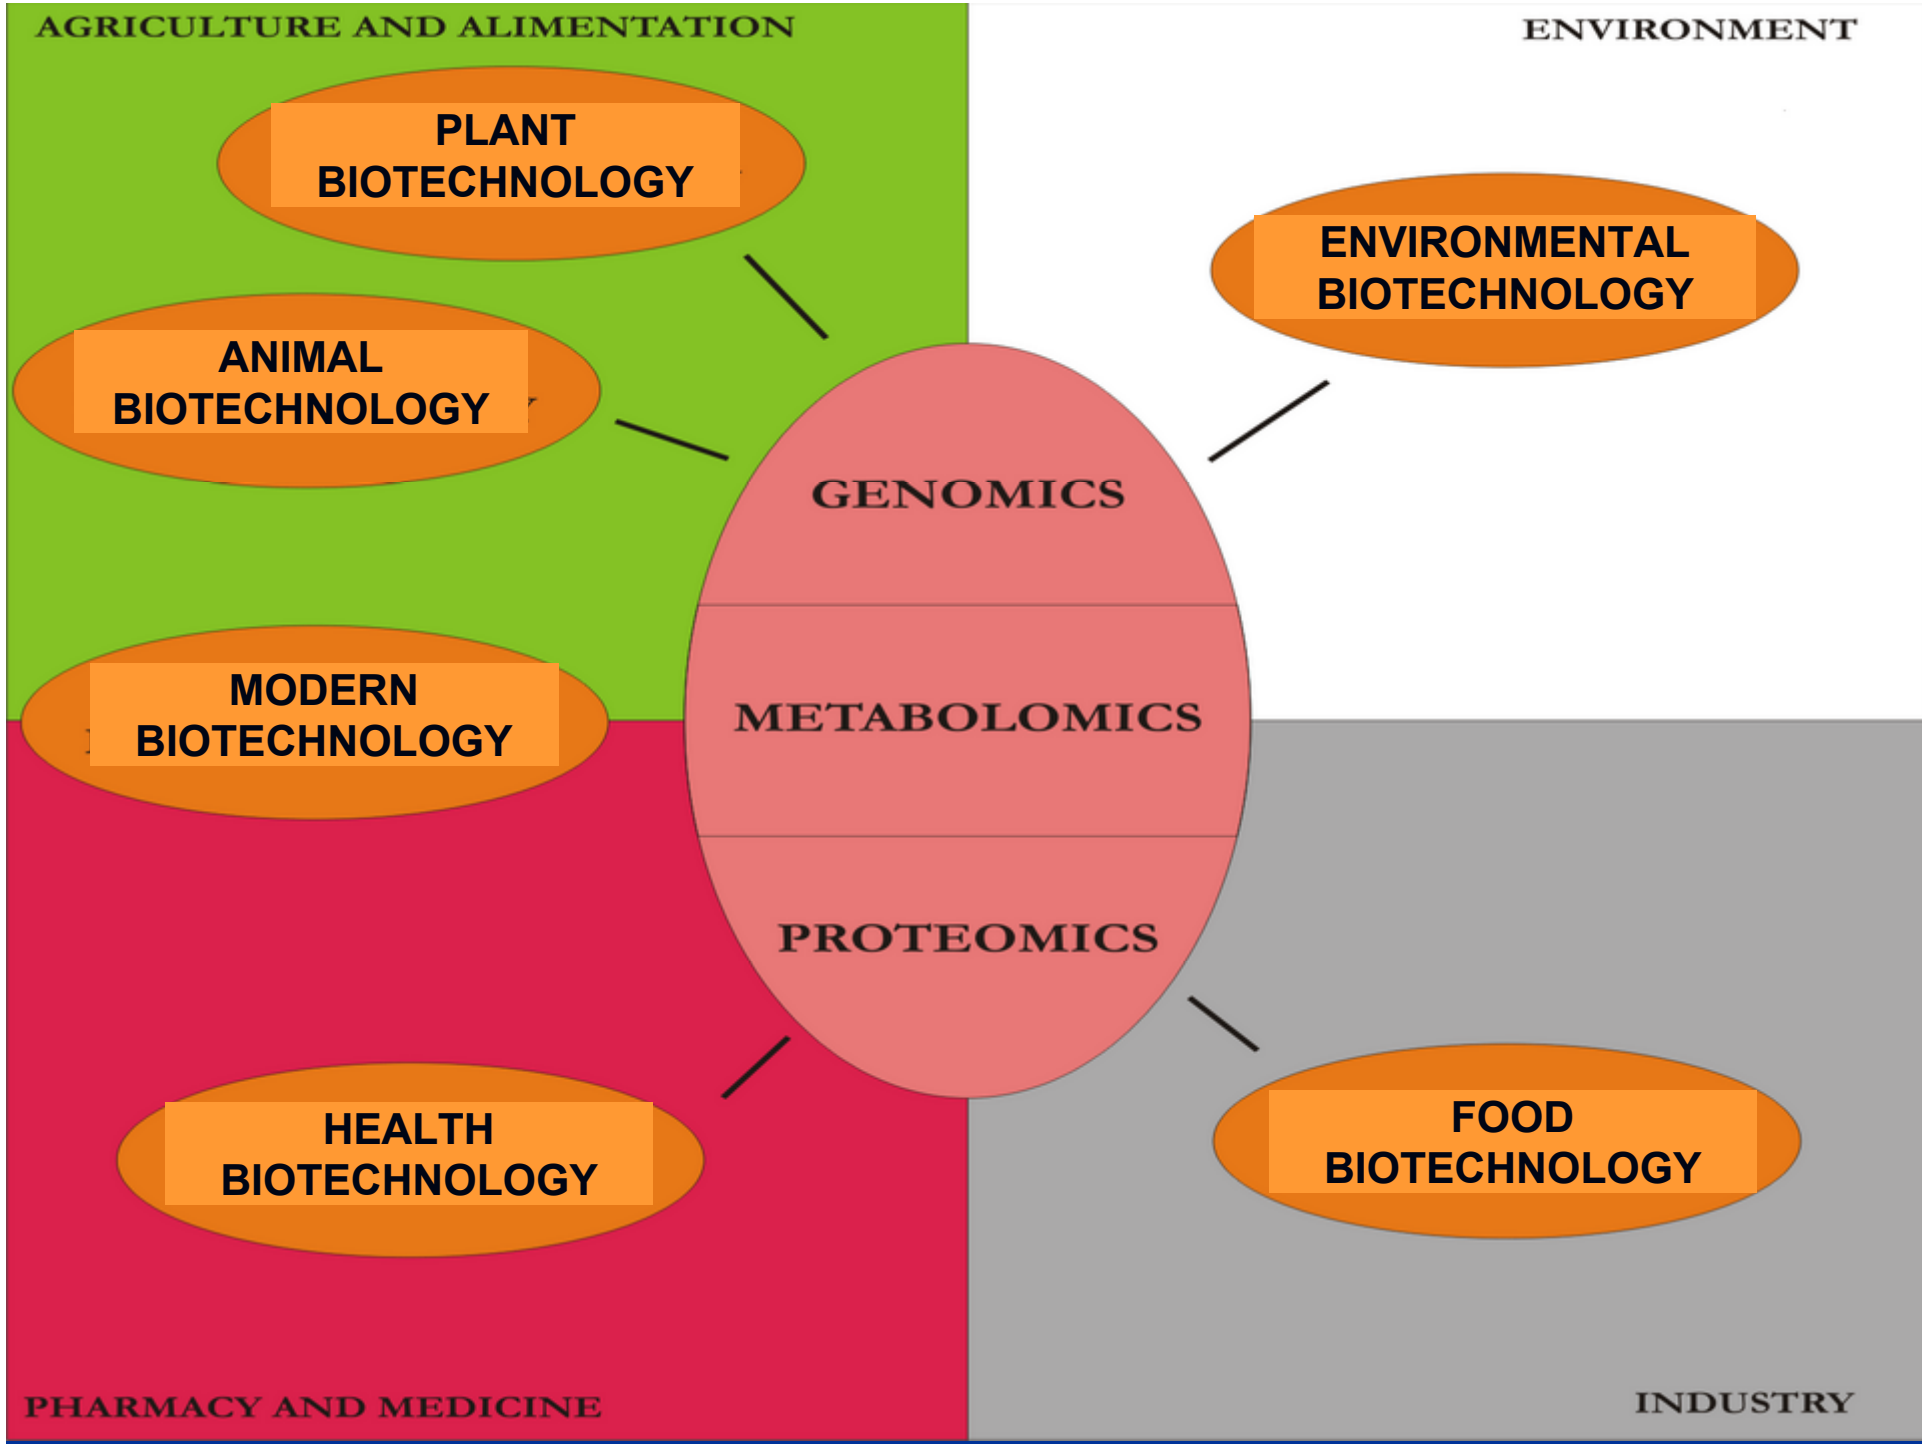 AGRICULTURE AND ALIMENTATION
ENVIRONMENT
PLANT
BIOTECHNOLOGY
ENVIRONMENTAL
BIOTECHNOLOGY
ANIMAL
BIOTECHNOLOGY
GENOMICS
MODERN
BIOTECHNOLOGY
METABOLOMICS
PROTEOMICS
HEALTH
BIOTECHNOLOGY
FOOD
BIOTECHNOLOGY
PHARMACY AND MEDICINE
INDUSTRY